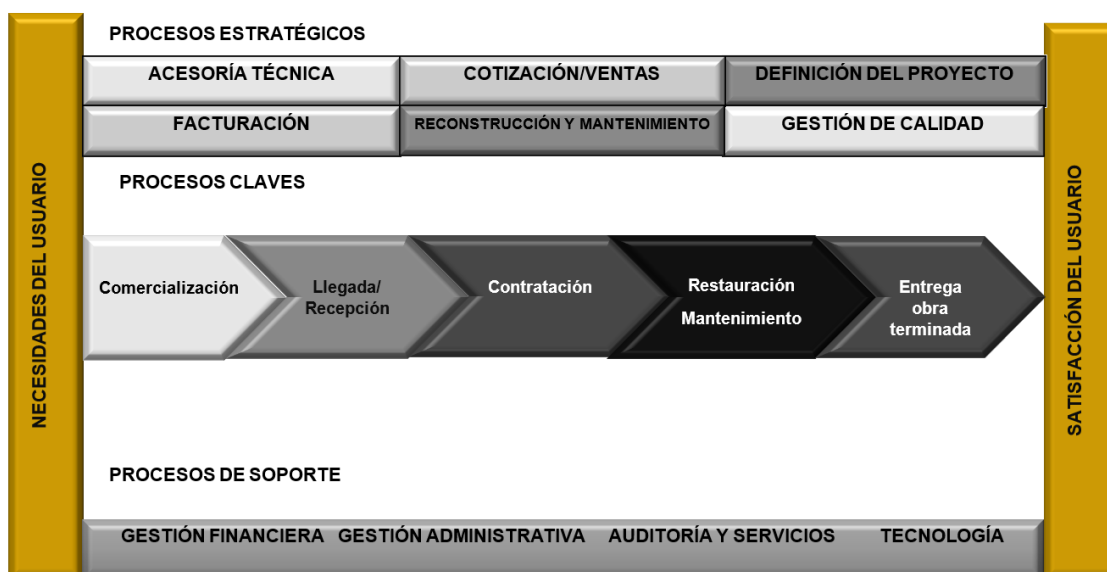 PROCESOS ESTRATÉGICOS
ACESORÍA TÉCNICA
COTIZACIÓN/VENTAS
DEFINICIÓN DEL PROYECTO
FACTURACIÓN
RECONSTRUCCIÓN Y MANTENIMIENTO
GESTIÓN DE CALIDAD
NECESIDADES DEL USUARIO
PROCESOS CLAVES
Comercialización
Llegada/
Recepción
Contratación
Restauración
Mantenimiento
Entrega
obra
terminada
SATISFACCIÓN DEL USUARIO
PROCESOS DE SOPORTE
GESTIÓN FINANCIERA
GESTIÓN ADMINISTRATIVA
AUDITORÍA Y SERVICIOS
TECNOLOGÍA